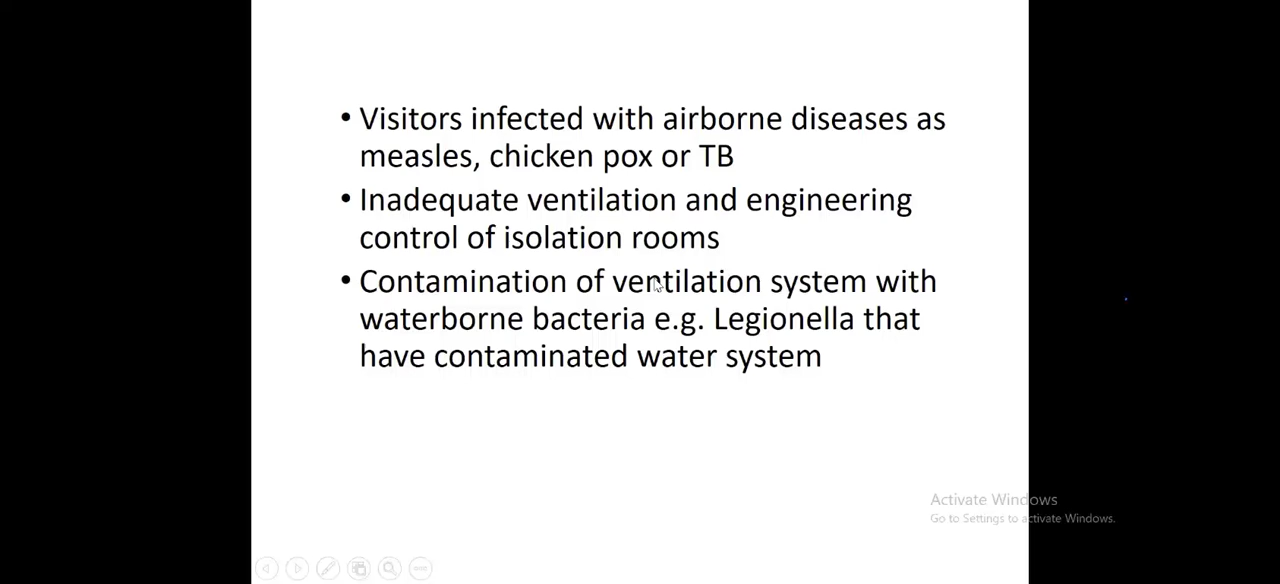 • Visitors infected with airborne diseases as
measles, chicken pox or TB
• Inadequate ventilation and engineering
control of isolation rooms
• Contamination of ventilation system with
waterborne bacteria e.g. Legionella that
have contaminated water system
Activate Windows
Go to Settings to activate Windows.